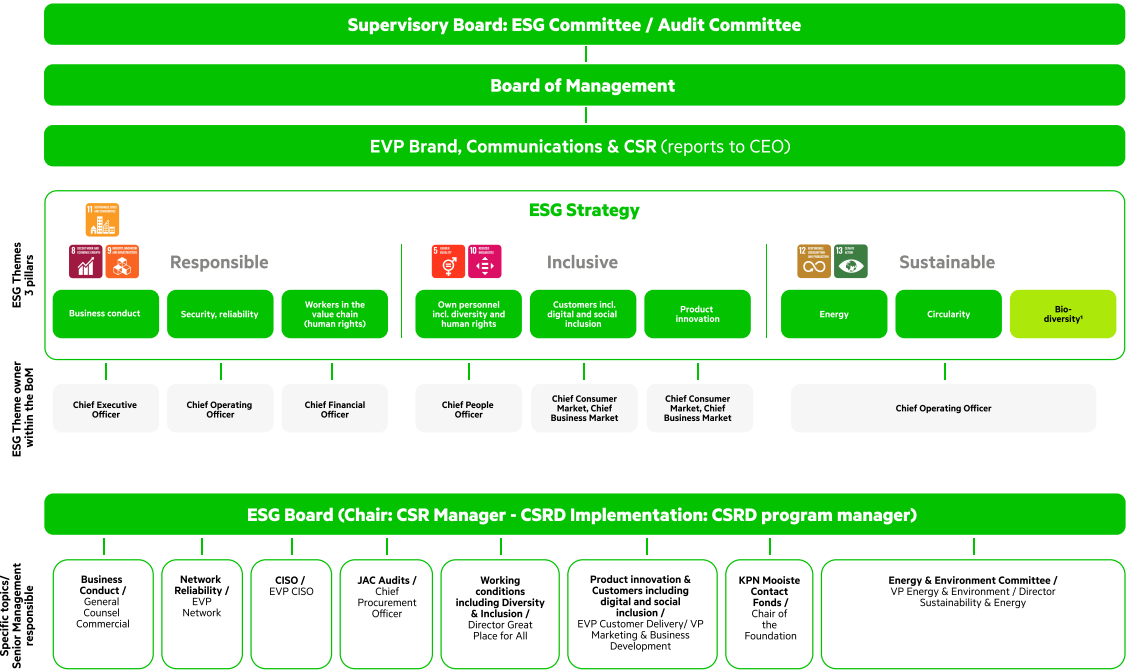 Supervisory Board: ESG Committee / Audit Committee
Board of Management
EVP Brand, Communications & CSR (reports to CEO)
ESG Strategy
ESG Themes
3 pillars
11
8
9
Responsible
5
10
Inclusive
12
13
Sustainable
Business conduct
Security, reliability
Workers in the
value chain
(human rights)
Own personnel
incl. diversity and
human rights
Customers incl.
digital and social
inclusion
Product
innovation
Energy
Circularity
Bio-
diversity¹
ESG Theme owner
within the BoM
Chief Executive
Officer
Chief Operating
Officer
Chief Financial
Officer
Chief People
Officer
Chief Consumer
Market, Chief
Business Market
Chief Consumer
Market, Chief
Business Market
Chief Operating Officer
ESG Board (Chair: CSR Manager - CSRD Implementation: CSRD program manager)
Specific topics/
Senior Management
responsible
Business
Conduct /
General
Counsel
Commercial
Network
Reliability /
EVP
Network
CISO /
EVP CISO
JAC Audits /
Chief
Procurement
Officer
Working
conditions
including Diversity
& Inclusion /
Director Great
Place for All
Product innovation &
Customers including
digital and social
inclusion /
EVP Customer Delivery/ VP
Marketing & Business
Development
KPN Mooiste
Contact
Fonds /
Chair of
the
Foundation
Energy & Environment Committee /
VP Energy & Environment / Director
Sustainability & Energy